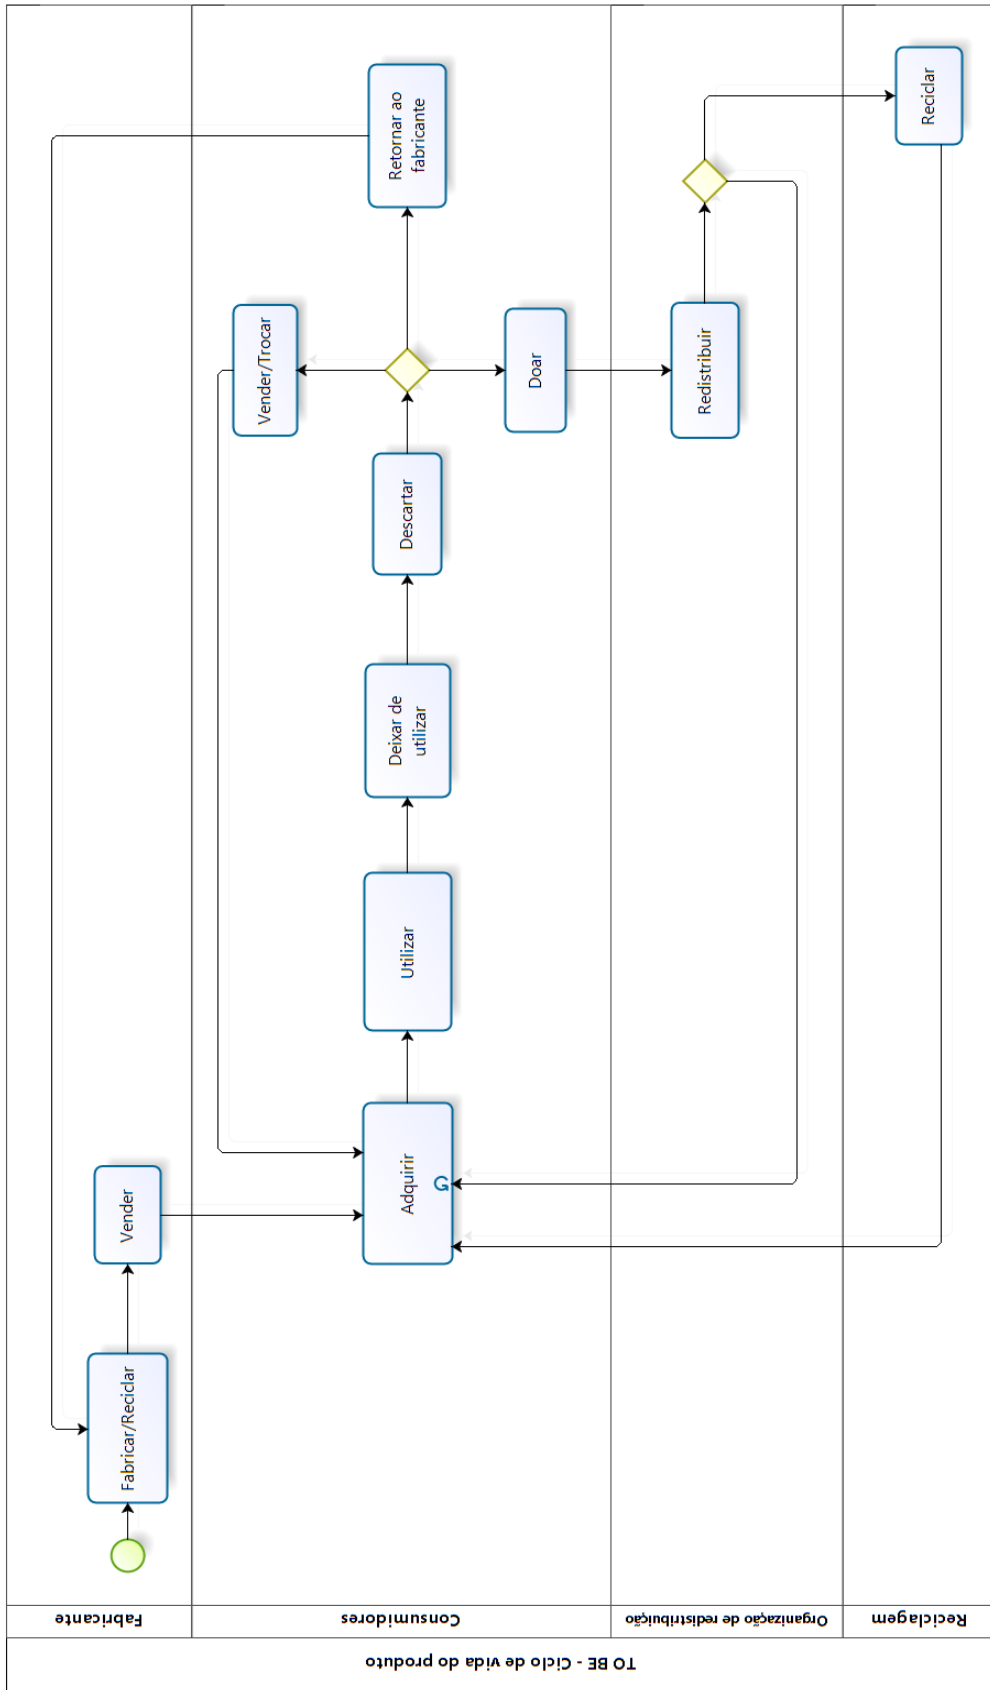 TO BE - Ciclo de vida do produto
Fabricante
Fabricar/Reciclar
Vender
Consumidores
Adquirir
Utilizar
Deixar de
utilizar
Descartar
Vender/Trocar
Retornar ao
fabricante
Doar
Organização de redistribuição
Redistribuir
Reciclagem
Reciclar